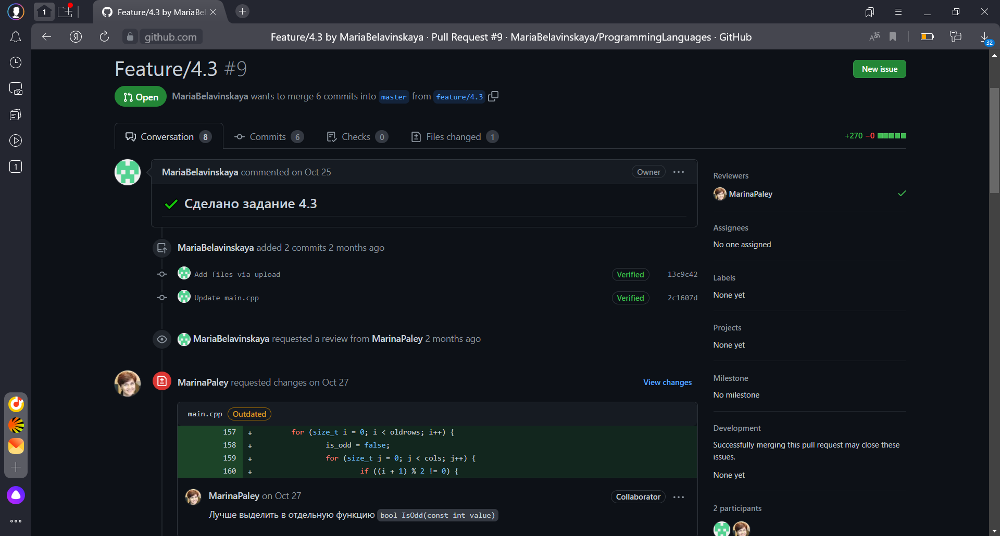 1
Feature/4.3 by MariaBel
Я
github.com
Feature/4.3 by MariaBelavinskaya · Pull Request #9 · MariaBelavinskaya/ProgrammingLanguages · GitHub
32
1
Feature/4.3 #9
New issue
Open
MariaBelavinskaya wants to merge 6 commits into master from feature/4.3
Conversation 8
Commits 6
Checks 0
Files changed 1
+270 −0
MariaBelavinskaya commented on Oct 25
Owner
Сделано задание 4.3
MariaBelavinskaya added 2 commits 2 months ago
Add files via upload
Verified
13c9c42
Update main.cpp
Verified
2c1607d
MariaBelavinskaya requested a review from MarinaPaley 2 months ago
MarinaPaley requested changes on Oct 27
View changes
main.cpp Outdated
157 + for (size_t i = 0; i < oldrows; i++) {
158 + is_odd = false;
159 + for (size_t j = 0; j < cols; j++) {
160 + if ((i + 1) % 2 != 0) {
MarinaPaley on Oct 27
Collaborator
Лучше выделить в отдельную функцию bool IsOdd(const int value)
Reviewers
MarinaPaley
Assignees
No one assigned
Labels
None yet
Projects
None yet
Milestone
No milestone
Development
Successfully merging this pull request may close these
issues.
None yet
2 participants